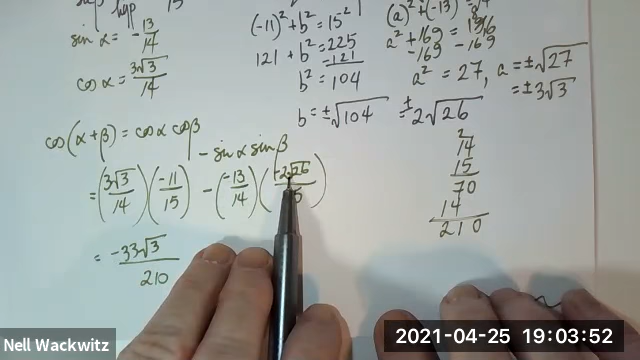 hyp 15
sin α = -13/14
cos α = 3√3/14
(-11)² + b² = 15²
121 + b² = 225
-121
b² = 104
b = ±√104 = ±2√26
(a)² + (-13)² = 14²
a² + 169 = 196
-169 -169
a² = 27, a = ±√27
= ±3√3
cos(α + β) = cos α cos β
- sin α sin β
= (3√3/14)(-11/15) - (-13/14)(-2√26/15)
= -33√3/210
2
14
15
70
14
210
Nell Wackwitz
2021-04-25 19:03:52